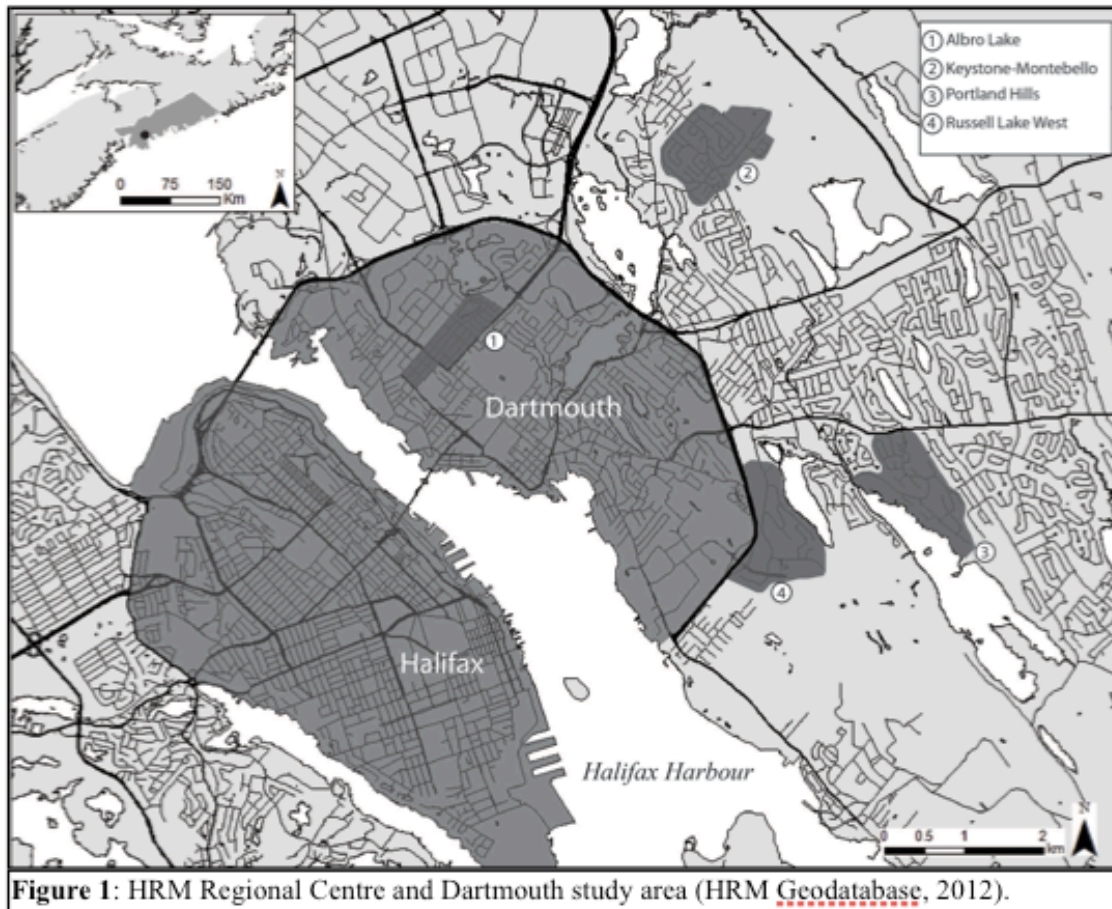 ① Albro Lake
② Keystone-Montebello
③ Portland Hills
④ Russell Lake West
N
0 75 150
Km
②
①
Dartmouth
③
④
Halifax
Halifax Harbour
N
0 0.5 1 2
km
Figure 1: HRM Regional Centre and Dartmouth study area (HRM Geodatabase, 2012).